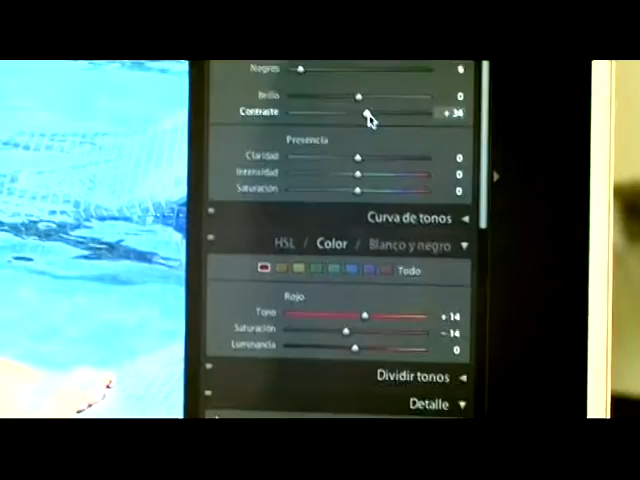 Negros 6
Brillo 0
Contraste + 34
Presencia
Claridad 0
Intensidad 0
Saturación 0
Curva de tonos
HSL / Color / Blanco y negro
Todo
Rojo
Tono + 14
Saturación - 14
Luminancia 0
Dividir tonos
Detalle